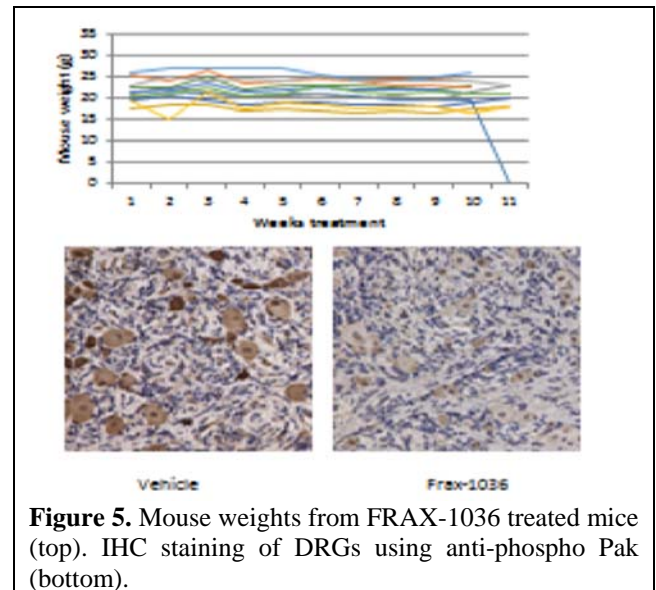 35
30
25
20
15
10
5
0
Mouse weight (g)
1 2 3 4 5 6 7 8 9 10 11
Weeks treatment
Vehicle Frax-1036
Figure 5. Mouse weights from FRAX-1036 treated mice
(top). IHC staining of DRGs using anti-phospho Pak
(bottom).